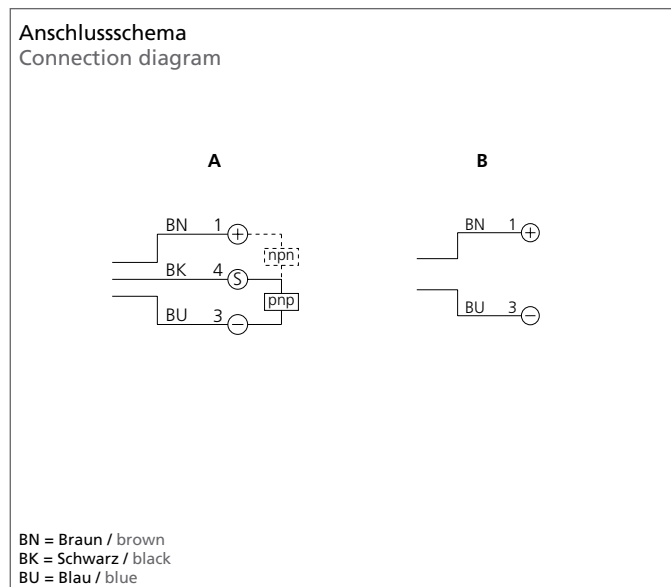 Anschlussschema
Connection diagram
A
B
BN 1 +
npn
BK 4 S
pnp
BU 3 −
BN 1 +
BU 3 −
BN = Braun / brown
BK = Schwarz / black
BU = Blau / blue